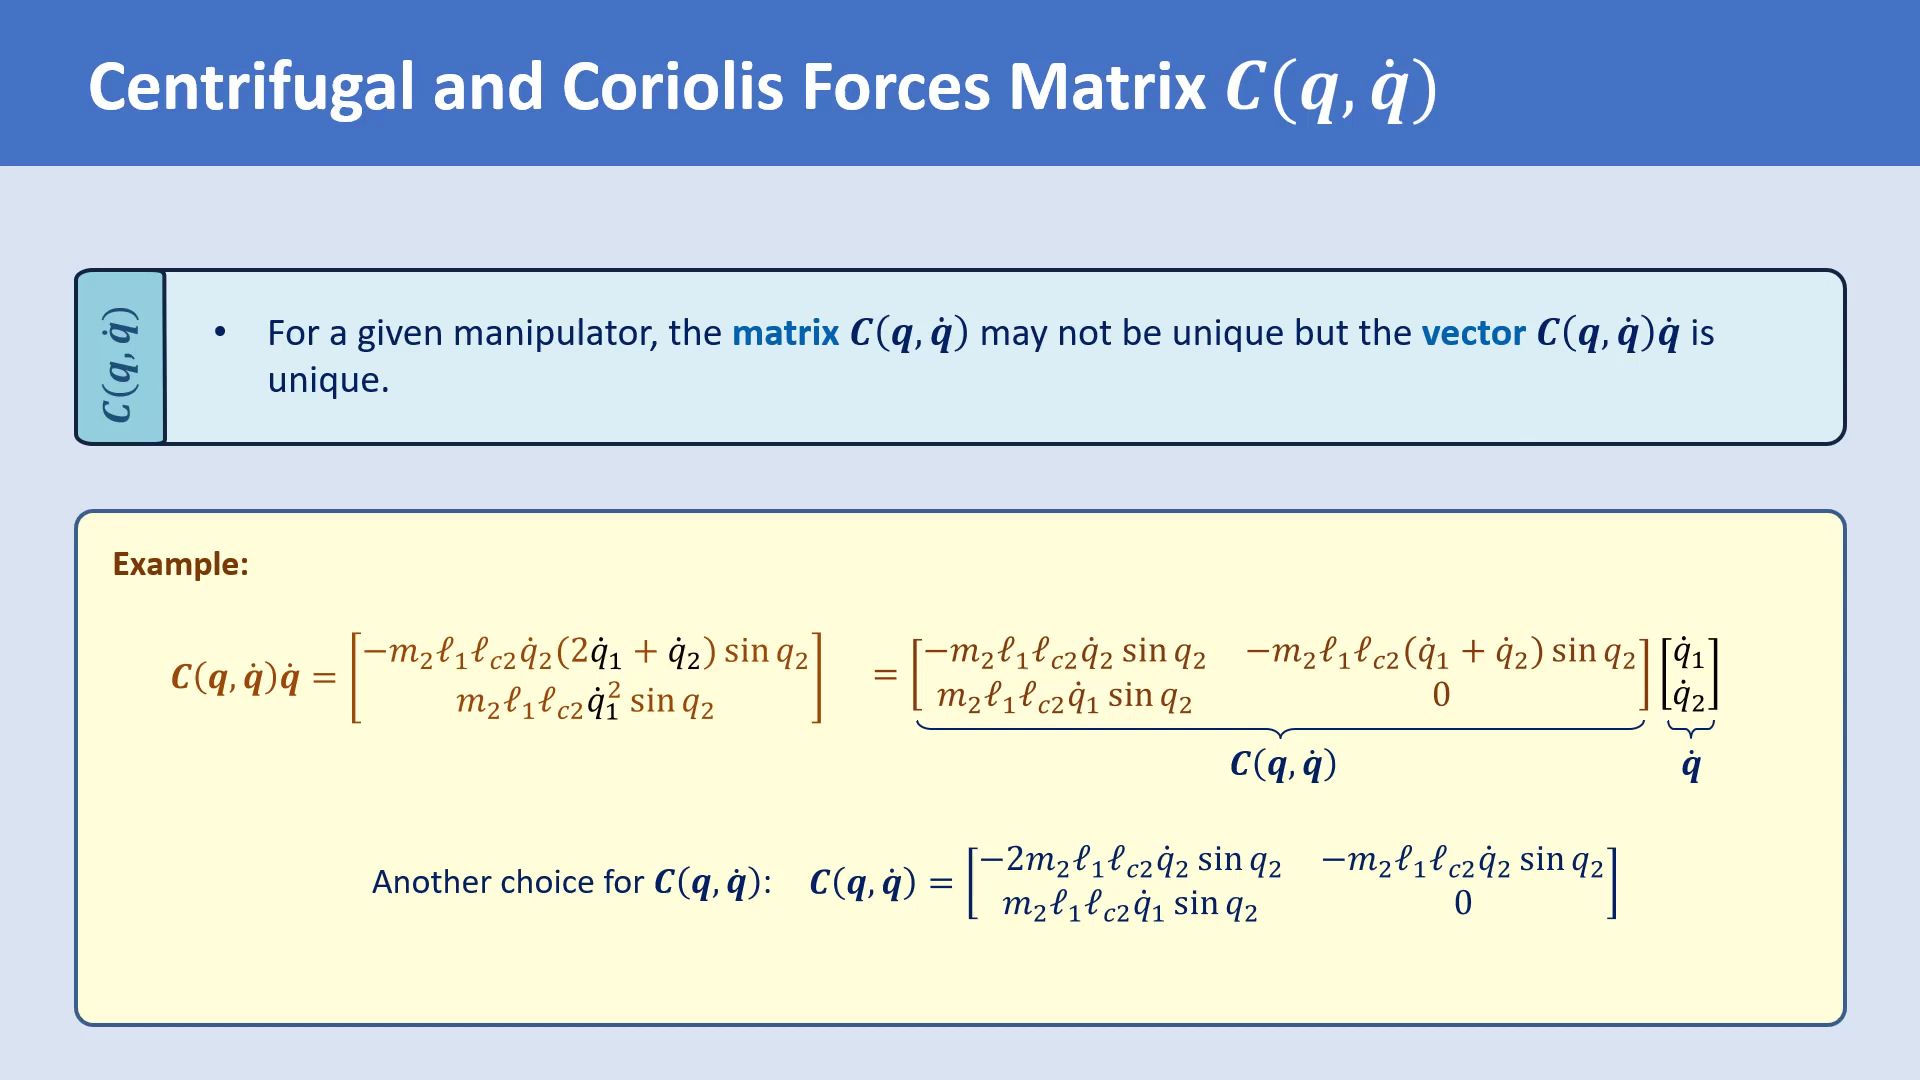 Centrifugal and Coriolis Forces Matrix C(q, q̇)
C(q, q̇)
• For a given manipulator, the matrix C(q, q̇) may not be unique but the vector C(q, q̇)q̇ is
unique.
Example:
C(q, q̇)q̇ = [−m₂ℓ₁ℓ_c2 q̇₂(2q̇₁ + q̇₂) sin q₂; m₂ℓ₁ℓ_c2 q̇₁² sin q₂] = [−m₂ℓ₁ℓ_c2 q̇₂ sin q₂  −m₂ℓ₁ℓ_c2(q̇₁ + q̇₂) sin q₂; m₂ℓ₁ℓ_c2 q̇₁ sin q₂  0] [q̇₁; q̇₂]
C(q, q̇) q̇
Another choice for C(q, q̇): C(q, q̇) = [−2m₂ℓ₁ℓ_c2 q̇₂ sin q₂  −m₂ℓ₁ℓ_c2 q̇₂ sin q₂; m₂ℓ₁ℓ_c2 q̇₁ sin q₂  0]